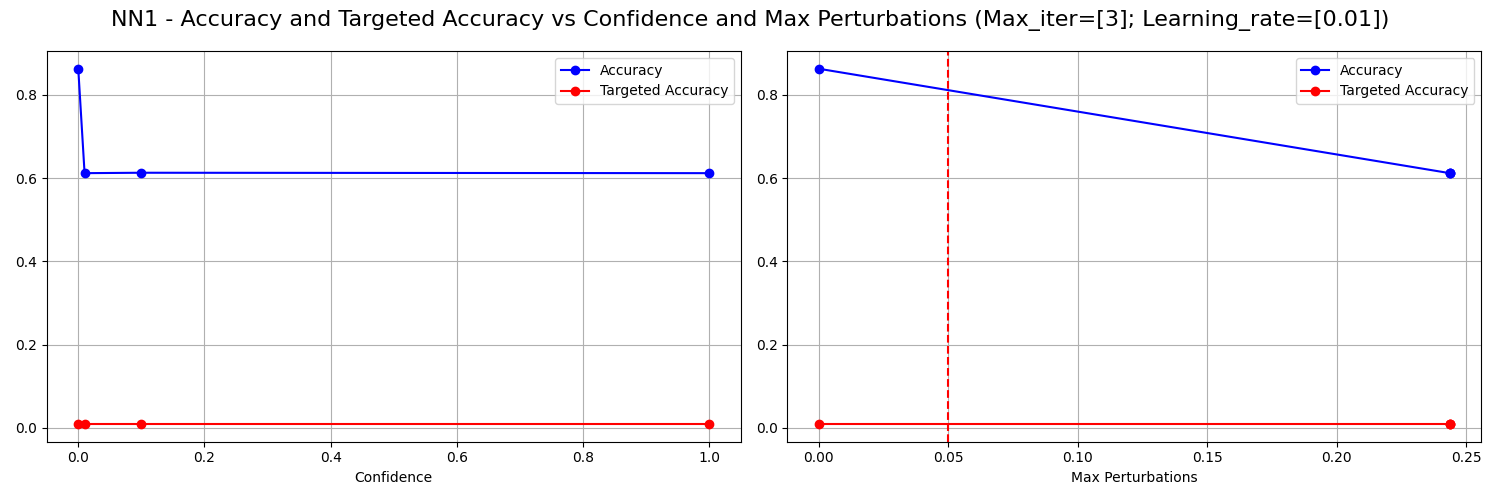 NN1 - Accuracy and Targeted Accuracy vs Confidence and Max Perturbations (Max_iter=[3]; Learning_rate=[0.01])
Accuracy
Targeted Accuracy
0.8
0.6
0.4
0.2
0.0
0.0 0.2 0.4 0.6 0.8 1.0
Confidence
Accuracy
Targeted Accuracy
0.8
0.6
0.4
0.2
0.0
0.00 0.05 0.10 0.15 0.20 0.25
Max Perturbations